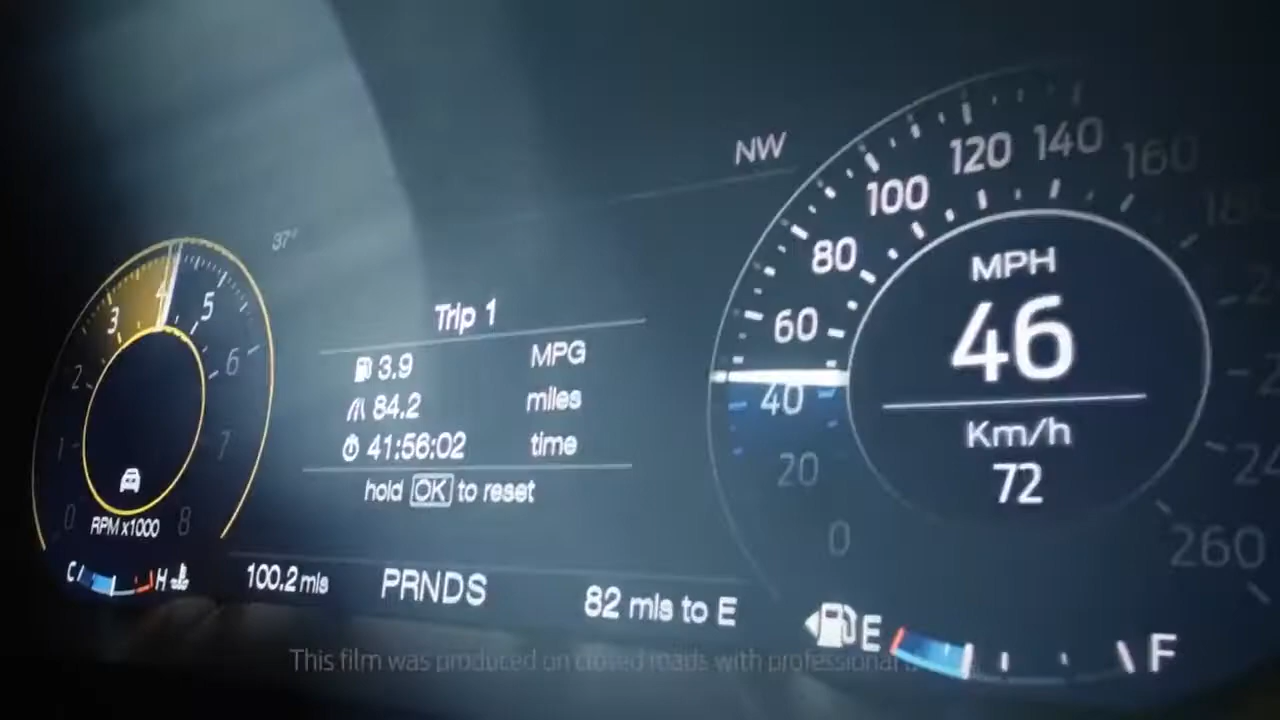 NW
37°
MPH
46
Km/h
72
Trip 1
3.9 MPG
84.2 miles
41:56:02 time
hold OK to reset
0 1 2 3 4 5 6 7 8
RPM x1000
0 20 40 60 80 100 120 140 160 260
C H
100.2 mls
PRNDS
82 mls to E
E F
This film was produced on closed roads with professional